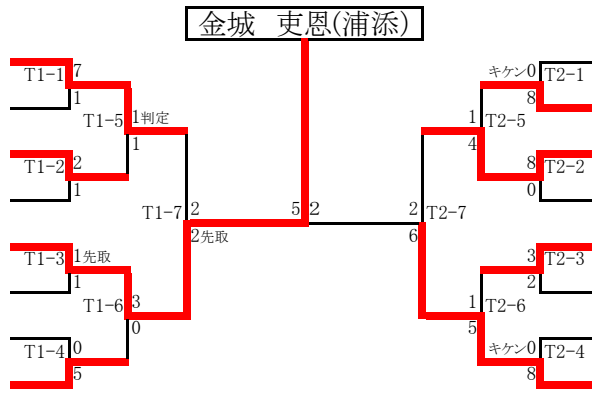 金城 吏恩(浦添)
T1-1 7
1
T1-5 1判定
1
T1-2 2
1
T1-7 2
2先取
T1-3 1先取
1
T1-6 3
0
T1-4 0
5
5 2
キケン0 T2-1
8
1 T2-5
4
8 T2-2
0
2 T2-7
6
3 T2-3
2
1 T2-6
5
キケン0 T2-4
8